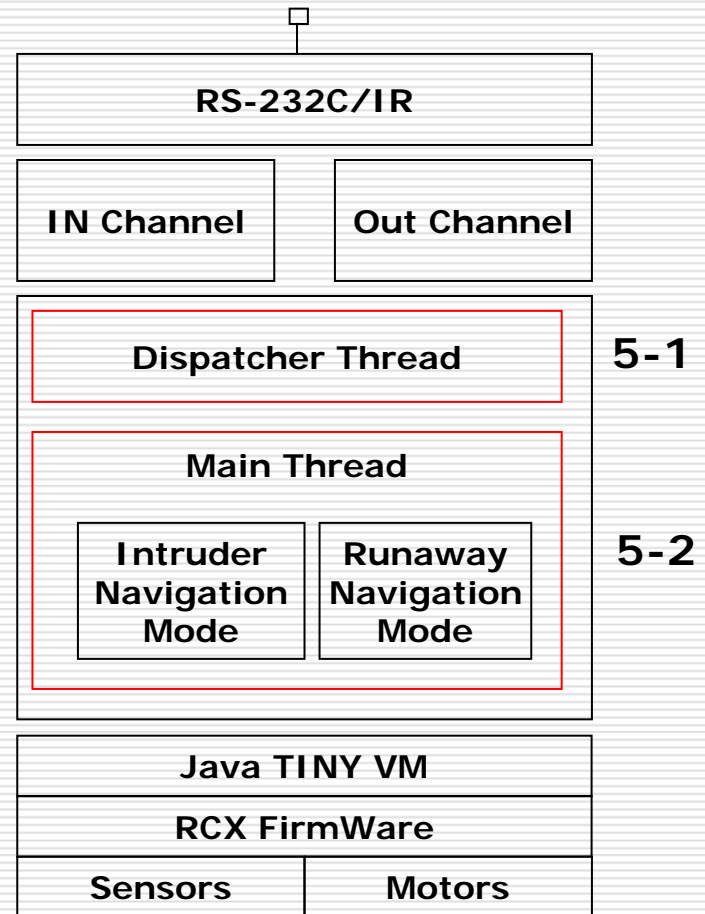 RS-232C/IR
IN Channel
Out Channel
Dispatcher Thread
5-1
Main Thread
Intruder
Navigation
Mode
Runaway
Navigation
Mode
5-2
Java TINY VM
RCX FirmWare
Sensors
Motors